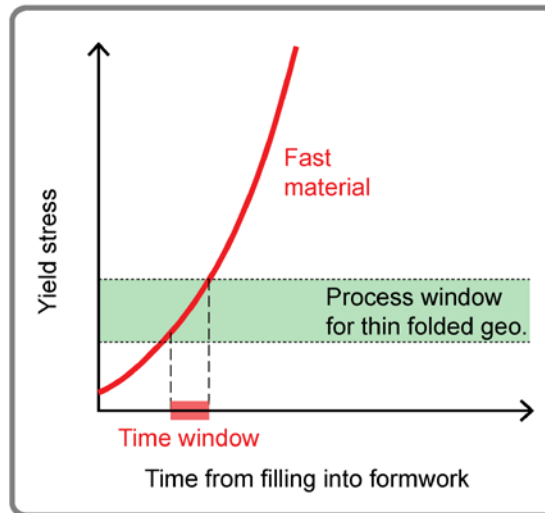 Fast
material
Yield stress
Process window
for thin folded geo.
Time window
Time from filling into formwork